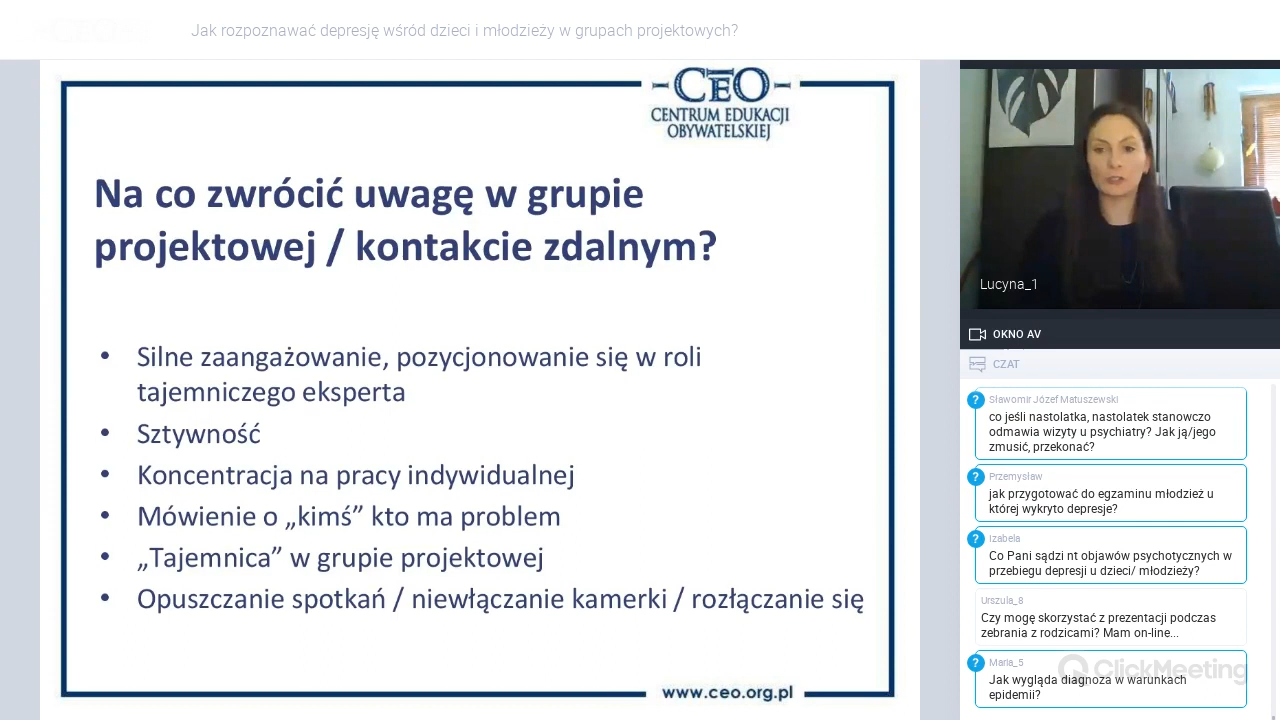 Jak rozpoznawać depresję wśród dzieci i młodzieży w grupach projektowych?
CEO
CENTRUM EDUKACJI
OBYWATELSKIEJ
Na co zwrócić uwagę w grupie
projektowej / kontakcie zdalnym?
• Silne zaangażowanie, pozycjonowanie się w roli
tajemniczego eksperta
• Sztywność
• Koncentracja na pracy indywidualnej
• Mówienie o „kimś” kto ma problem
• „Tajemnica” w grupie projektowej
• Opuszczanie spotkań / niewłączanie kamerki / rozłączanie się
www.ceo.org.pl
Lucyna_1
OKNO AV
CZAT
? Sławomir Józef Matuszewski
co jeśli nastolatka, nastolatek stanowczo
odmawia wizyty u psychiatry? Jak ją/jego
zmusić, przekonać?
? Przemysław
jak przygotować do egzaminu młodzież u
której wykryto depresje?
? Izabela
Co Pani sądzi nt objawów psychotycznych w
przebiegu depresji u dzieci/ młodzieży?
Urszula_8
Czy mogę skorzystać z prezentacji podczas
zebrania z rodzicami? Mam on-line...
? Maria_5
Jak wygląda diagnoza w warunkach
epidemii?
ClickMeeting